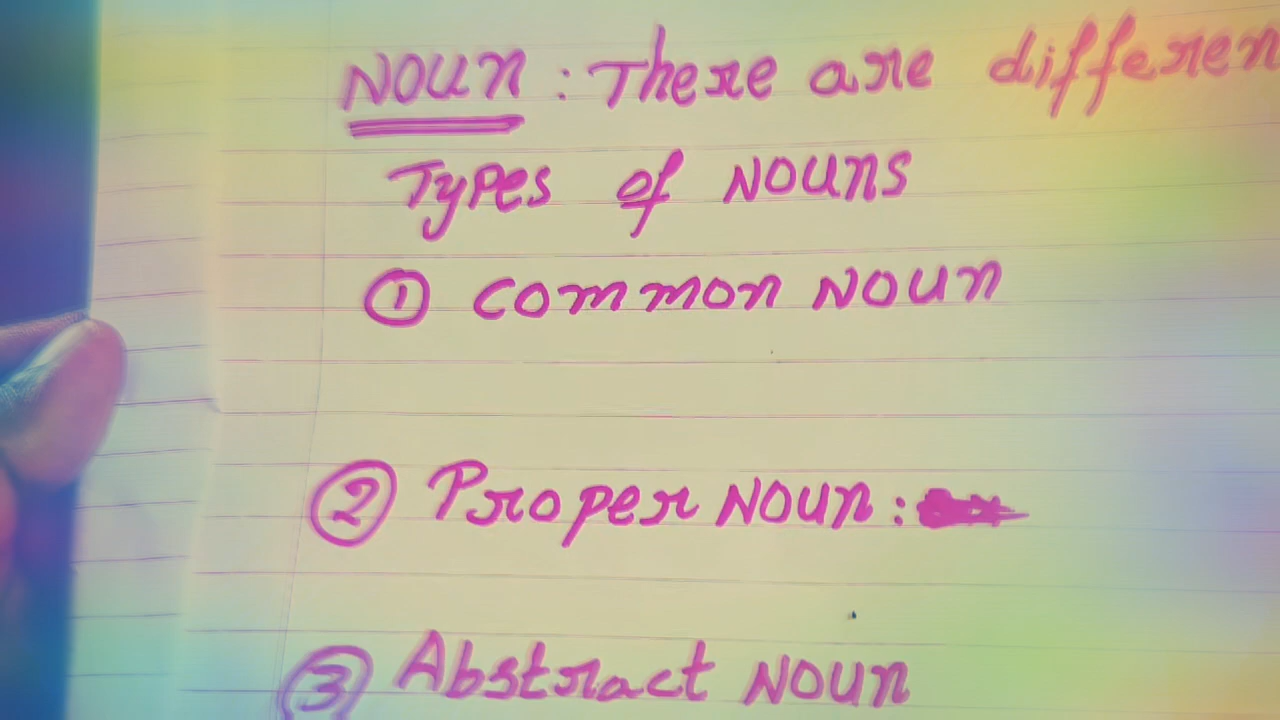 NOUN : There are differen
Types of NOUNS
① Common NOUN
② Proper NOUN :
③ Abstract NOUN